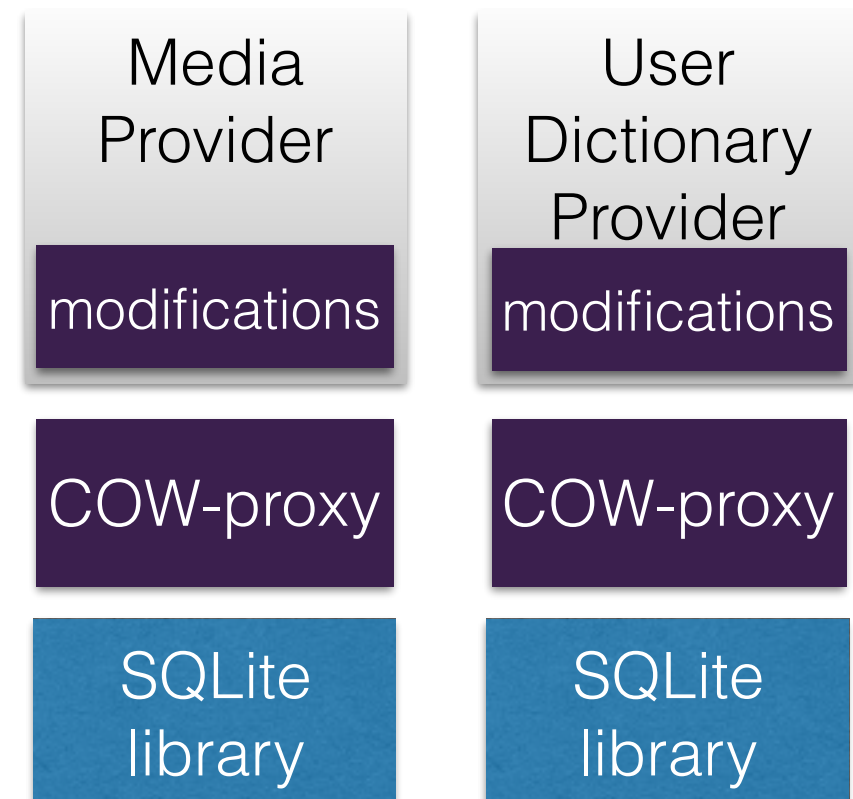 Media
Provider
modifications
COW-proxy
SQLite
library
User
Dictionary
Provider
modifications
COW-proxy
SQLite
library